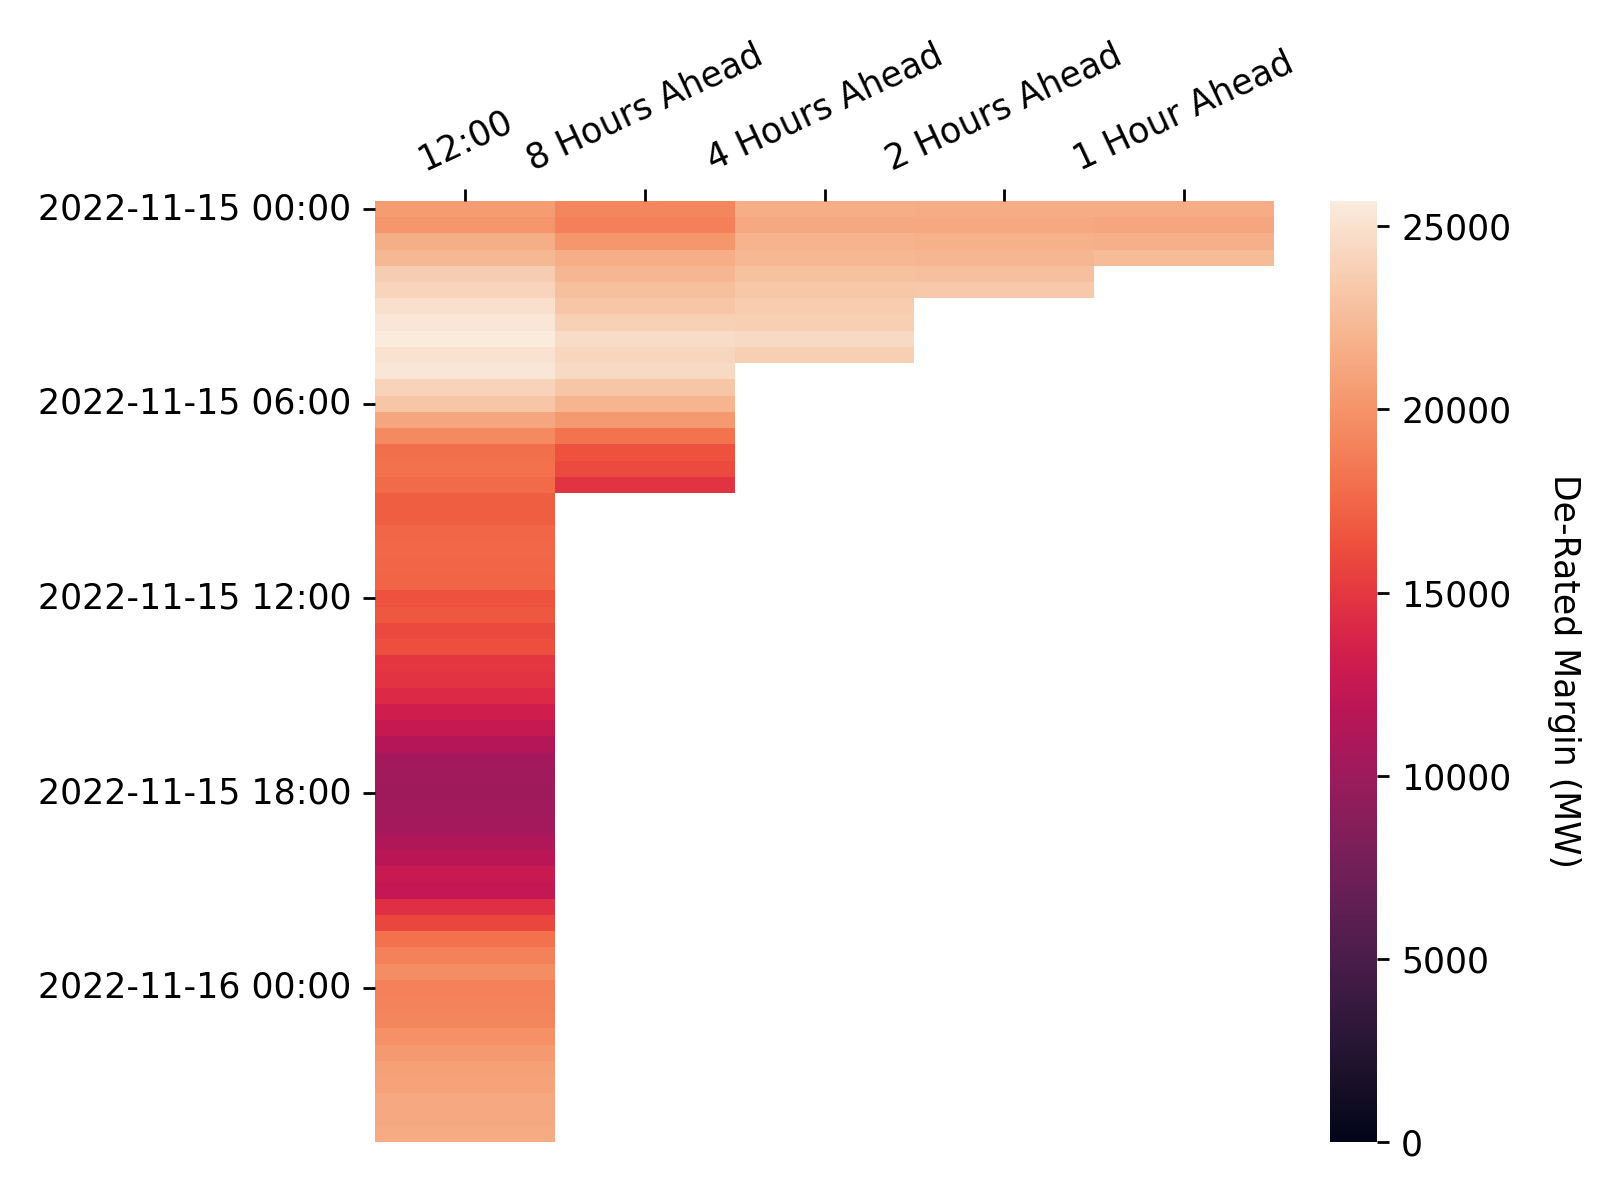 12:00
8 Hours Ahead
4 Hours Ahead
2 Hours Ahead
1 Hour Ahead
2022-11-15 00:00
2022-11-15 06:00
2022-11-15 12:00
2022-11-15 18:00
2022-11-16 00:00
25000
20000
15000
10000
5000
0
De-Rated Margin (MW)